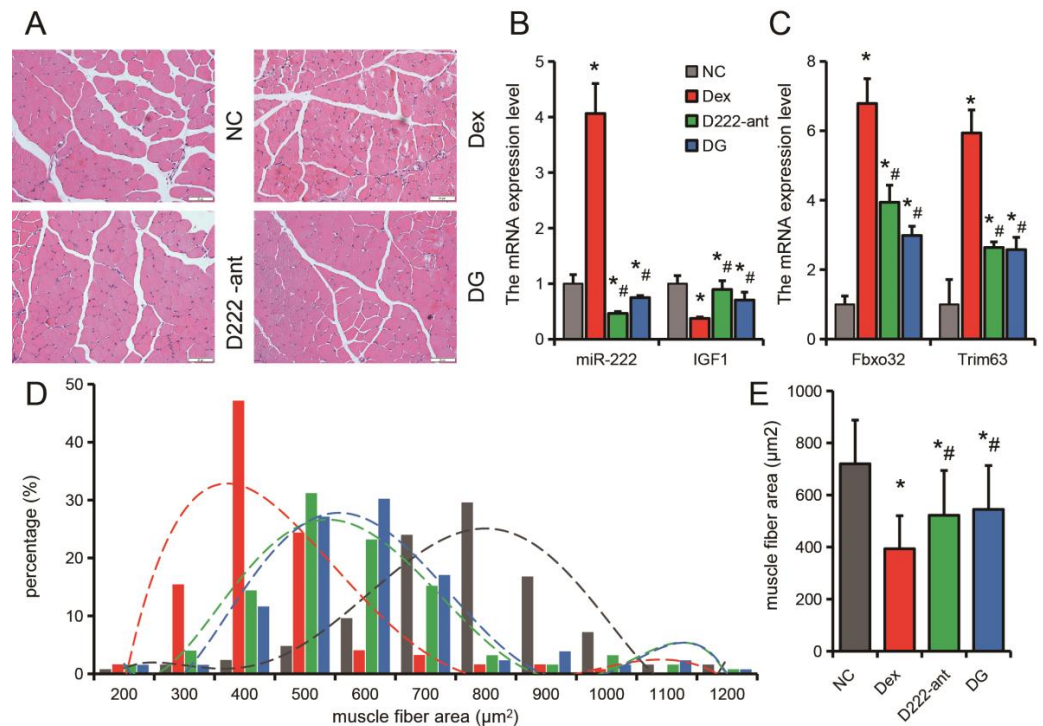 A
NC
Dex
D222 -ant
DG
B
The mRNA expression level
5
4
3
2
1
0
*
*
#
*
#
*
*
#
*
#
miR-222
IGF1
NC
Dex
D222-ant
DG
C
The mRNA expression level
8
6
4
2
0
*
*
#
*
#
*
*
#
*
#
Fbxo32
Trim63
D
percentage (%)
50
40
30
20
10
0
200 300 400 500 600 700 800 900 1000 1100 1200
muscle fiber area (μm²)
E
muscle fiber area (μm2)
1000
800
600
400
200
0
*
*#
*#
NC
Dex
D222-ant
DG